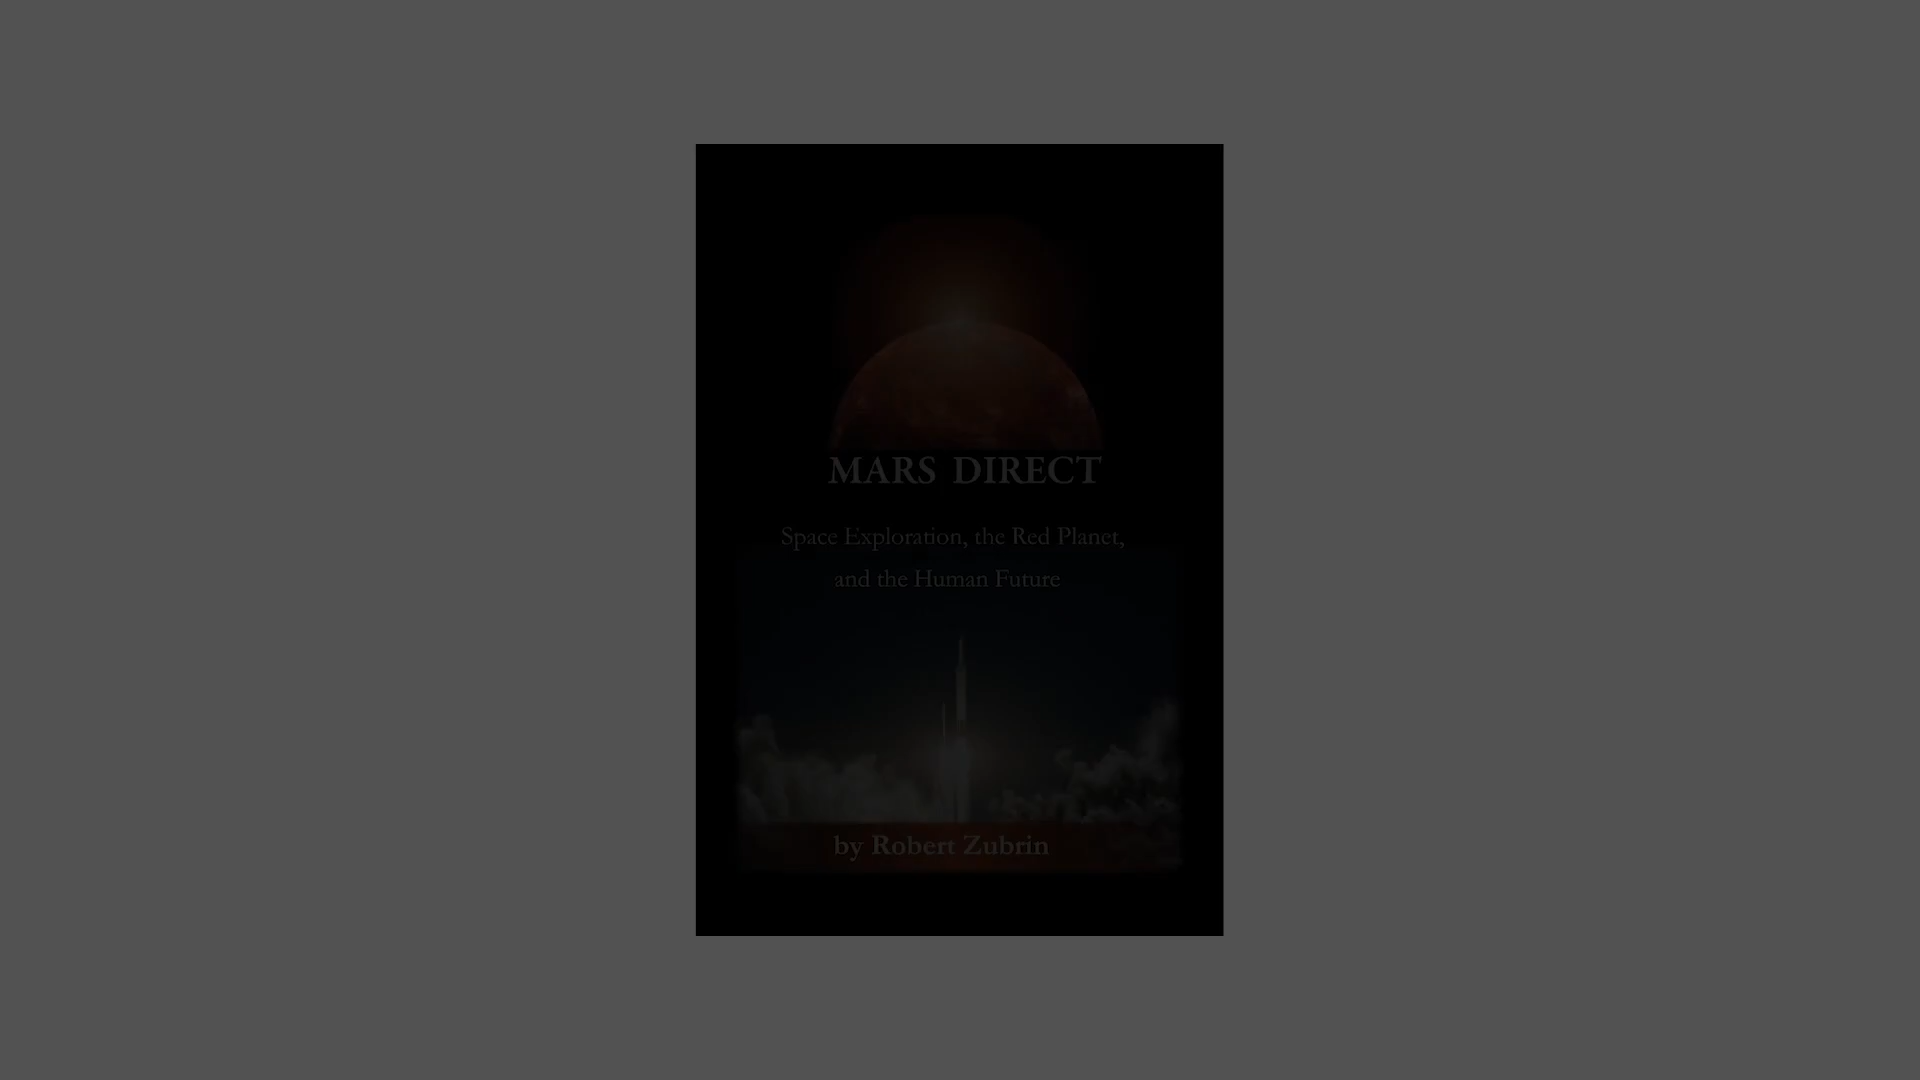 MARS DIRECT
Space Exploration, the Red Planet,
and the Human Future
by Robert Zubrin